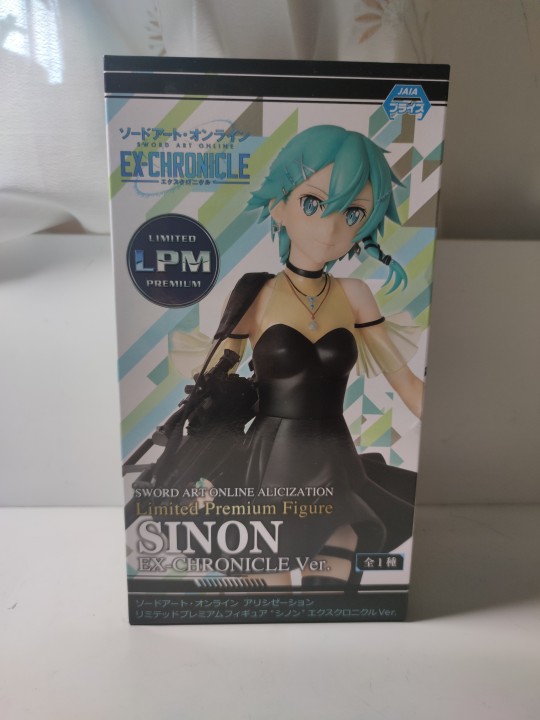 JAIA
プライズ
ソードアート・オンライン
SWORD ART ONLINE
EX-CHRONICLE
エクスクロニクル
LIMITED
LPM
PREMIUM
SWORD ART ONLINE ALICIZATION
Limited Premium Figure
SINON
EX-CHRONICLE Ver.
全1種
ソードアート・オンライン アリシゼーション
リミテッドプレミアムフィギュア“シノン”エクスクロニクルVer.